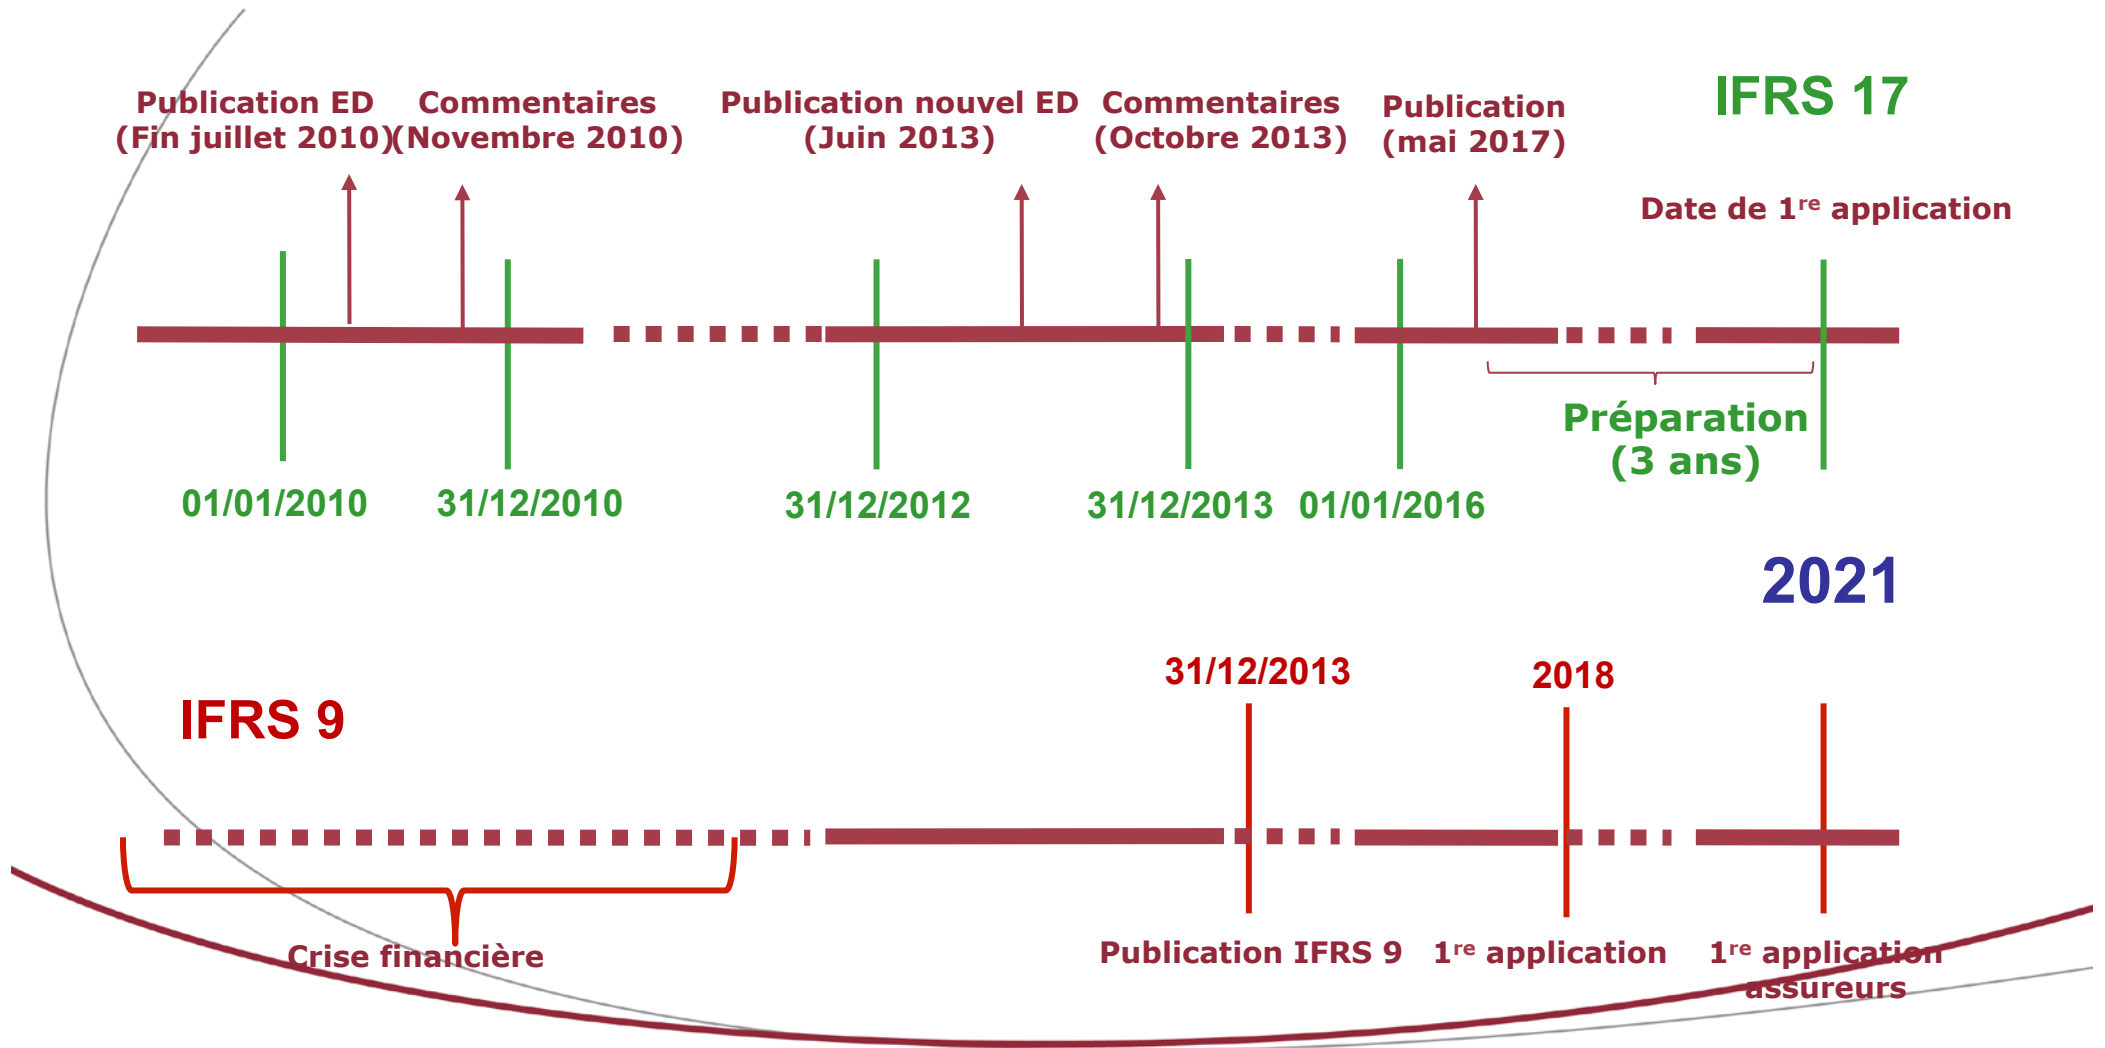 IFRS 17
Publication ED
(Fin juillet 2010)
Commentaires
(Novembre 2010)
Publication nouvel ED
(Juin 2013)
Commentaires
(Octobre 2013)
Publication
(mai 2017)
Date de 1re application
Préparation
(3 ans)
01/01/2010
31/12/2010
31/12/2012
31/12/2013
01/01/2016
2021
31/12/2013
2018
IFRS 9
Crise financière
Publication IFRS 9
1re application
1re application
assureurs